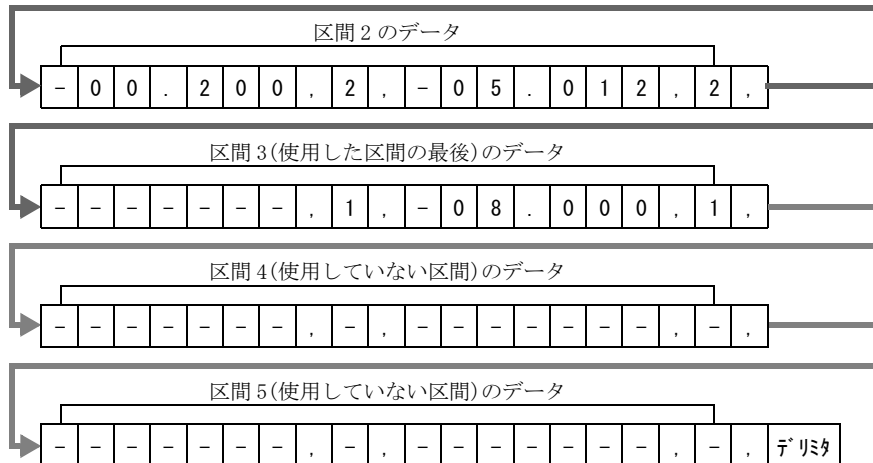 区間2のデータ
- 0 0 . 2 0 0 , 2 , - 0 5 . 0 1 2 , 2 ,
区間3(使用した区間の最後)のデータ
- - - - - - - , 1 , - 0 8 . 0 0 0 , 1 ,
区間4(使用していない区間)のデータ
- - - - - - - , - , - - - - - - - , - ,
区間5(使用していない区間)のデータ
- - - - - - - , - , - - - - - - - , - , ﾃﾞﾘﾐﾀ